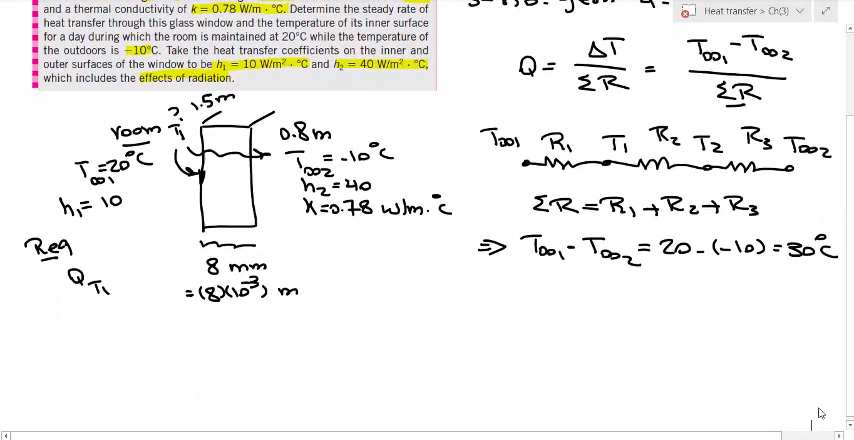 and a thermal conductivity of k = 0.78 W/m · °C. Determine the steady rate of
heat transfer through this glass window and the temperature of its inner surface
for a day during which the room is maintained at 20°C while the temperature of
the outdoors is −10°C. Take the heat transfer coefficients on the inner and
outer surfaces of the window to be h₁ = 10 W/m² · °C and h₂ = 40 W/m² · °C,
which includes the effects of radiation.
Heat transfer > Ch(3)
Q = ΔT / ΣR = T∞₁ - T∞₂ / ΣR
? 1.5m
room T₁
T∞₁ = 20°C
h₁ = 10
0.8m
T∞₂ = -10°C
h₂ = 40
K=0.78 w/m.°C
T∞₁ R₁ T₁ R₂ T₂ R₃ T∞₂
ΣR = R₁ + R₂ + R₃
Req
Q T₁
8 mm
= (8)(10⁻³) m
⇒ T∞₁ - T∞₂ = 20 - (-10) = 30°C